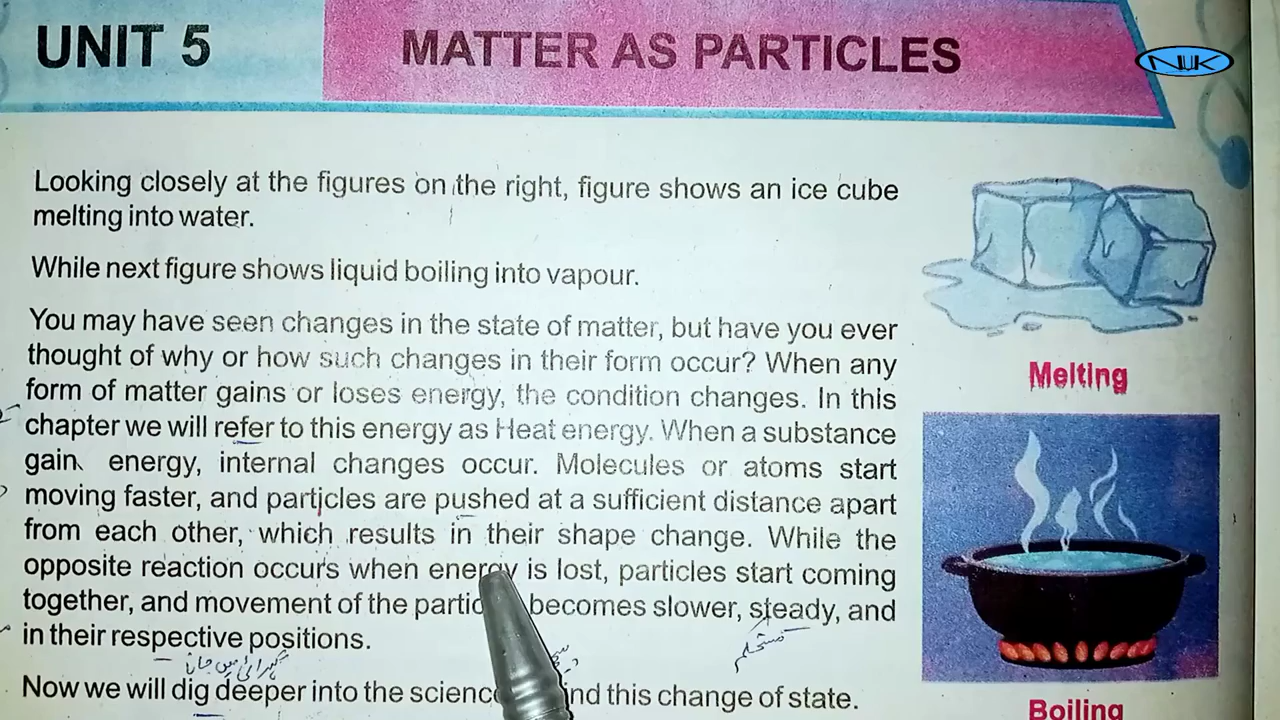 UNIT 5
MATTER AS PARTICLES
NUK
Looking closely at the figures on the right, figure shows an ice cube
melting into water.
While next figure shows liquid boiling into vapour.
You may have seen changes in the state of matter, but have you ever
thought of why or how such changes in their form occur? When any
form of matter gains or loses energy, the condition changes. In this
chapter we will refer to this energy as Heat energy. When a substance
gain energy, internal changes occur. Molecules or atoms start
moving faster, and particles are pushed at a sufficient distance apart
from each other, which results in their shape change. While the
opposite reaction occurs when energy is lost, particles start coming
together, and movement of the becomes slower, steady, and
in their respective positions.
مستحکم
گہرائی میں جانا
Now we will dig deeper into the this change of state.
Melting
Boiling